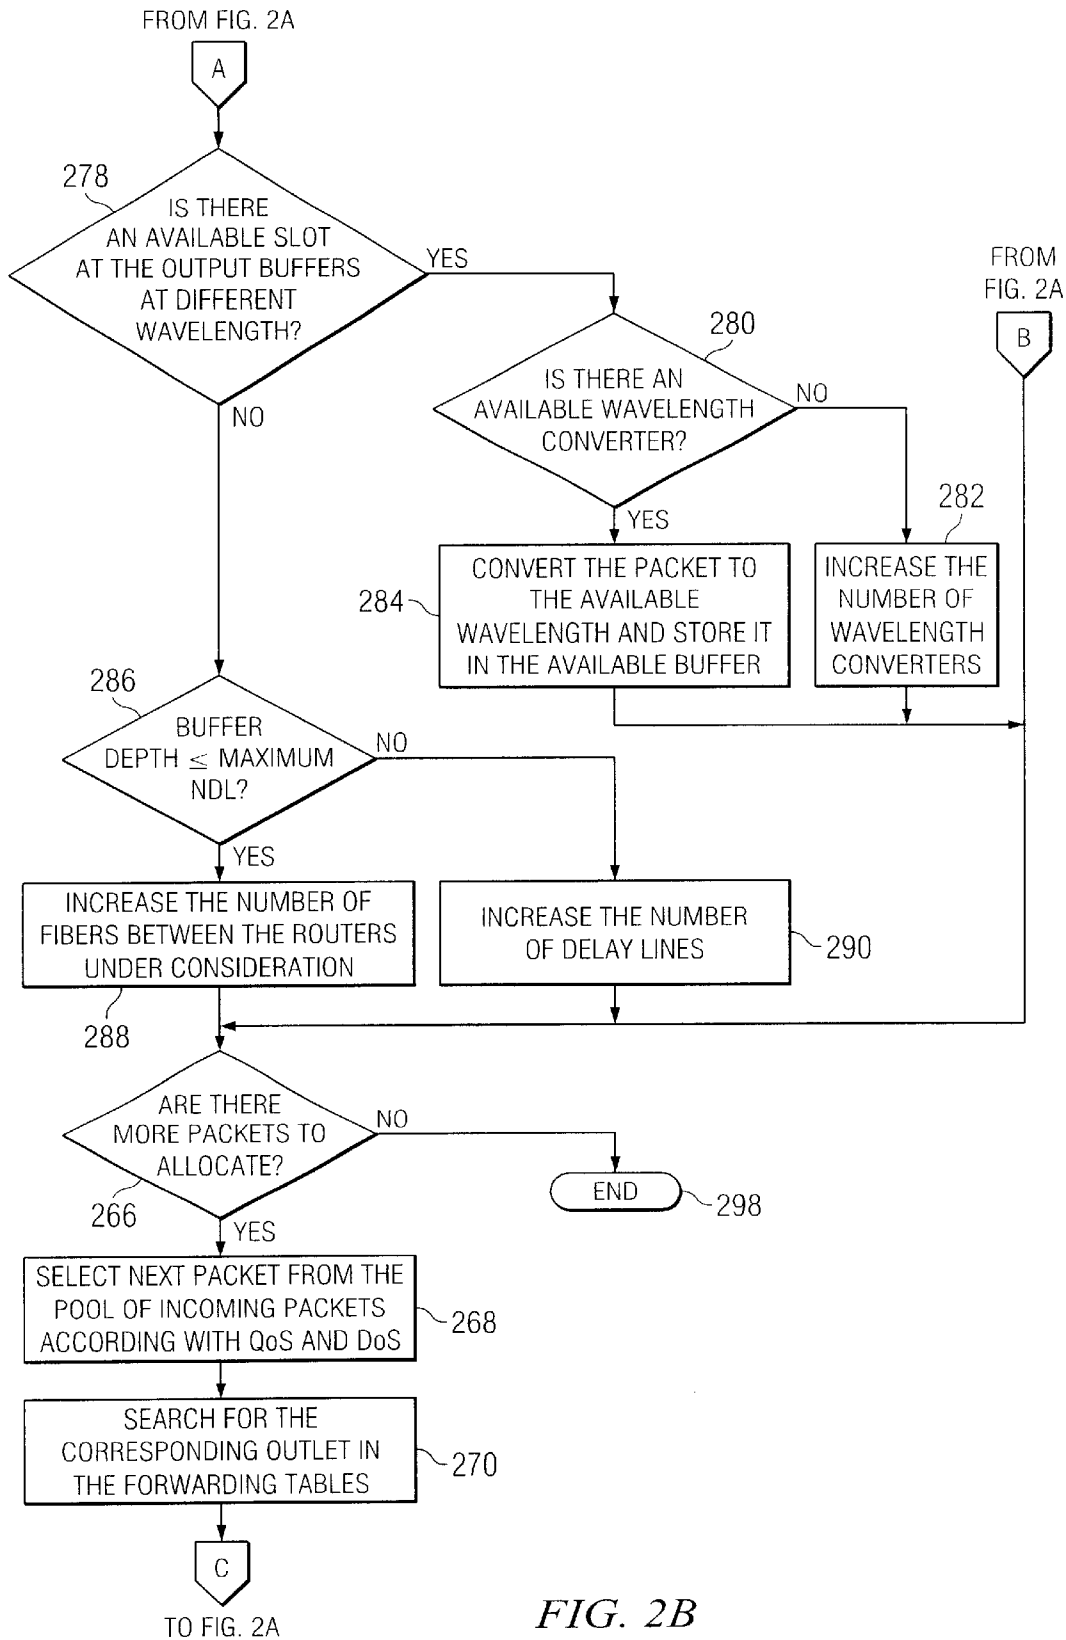 FROM FIG. 2A
A
278
IS THERE
AN AVAILABLE SLOT
AT THE OUTPUT BUFFERS
AT DIFFERENT
WAVELENGTH?
YES
NO
FROM
FIG. 2A
B
280
IS THERE AN
AVAILABLE WAVELENGTH
CONVERTER?
NO
YES
282
INCREASE THE
NUMBER OF
WAVELENGTH
CONVERTERS
284
CONVERT THE PACKET TO
THE AVAILABLE
WAVELENGTH AND STORE IT
IN THE AVAILABLE BUFFER
286
BUFFER
DEPTH ≤ MAXIMUM
NDL?
NO
YES
INCREASE THE NUMBER OF
FIBERS BETWEEN THE ROUTERS
UNDER CONSIDERATION
288
INCREASE THE NUMBER
OF DELAY LINES
290
ARE THERE
MORE PACKETS TO
ALLOCATE?
NO
266
YES
END
298
SELECT NEXT PACKET FROM THE
POOL OF INCOMING PACKETS
ACCORDING WITH QoS AND DoS
268
SEARCH FOR THE
CORRESPONDING OUTLET IN
THE FORWARDING TABLES
270
C
TO FIG. 2A
FIG. 2B